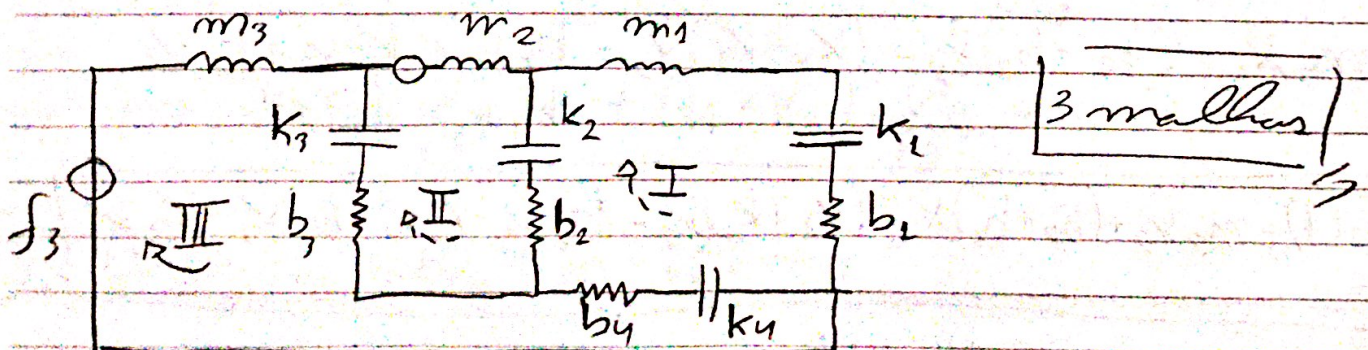 m3 m2 m1
k3 k2 k1
3 malhas
f3 III b3 II b2 I b1
b4 k4